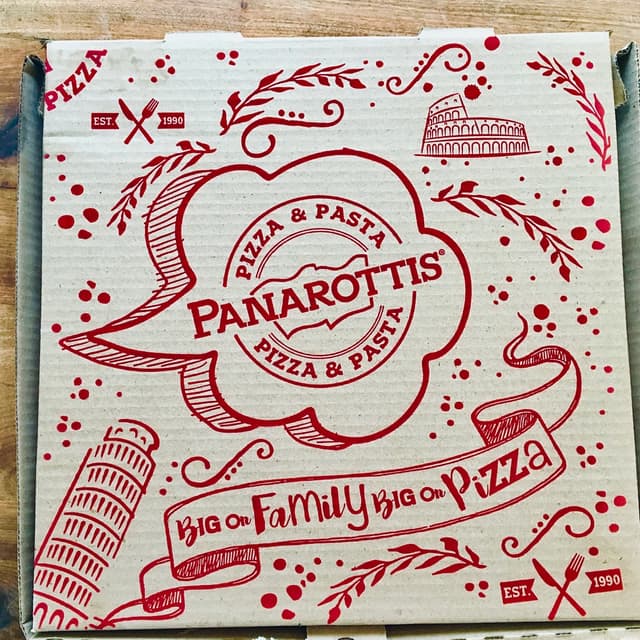 PIZZA
EST. 1990
PIZZA & PASTA
PANAROTTIS®
PIZZA & PASTA
BIG On FaMiLY BIG On PiZZa
EST. 1990